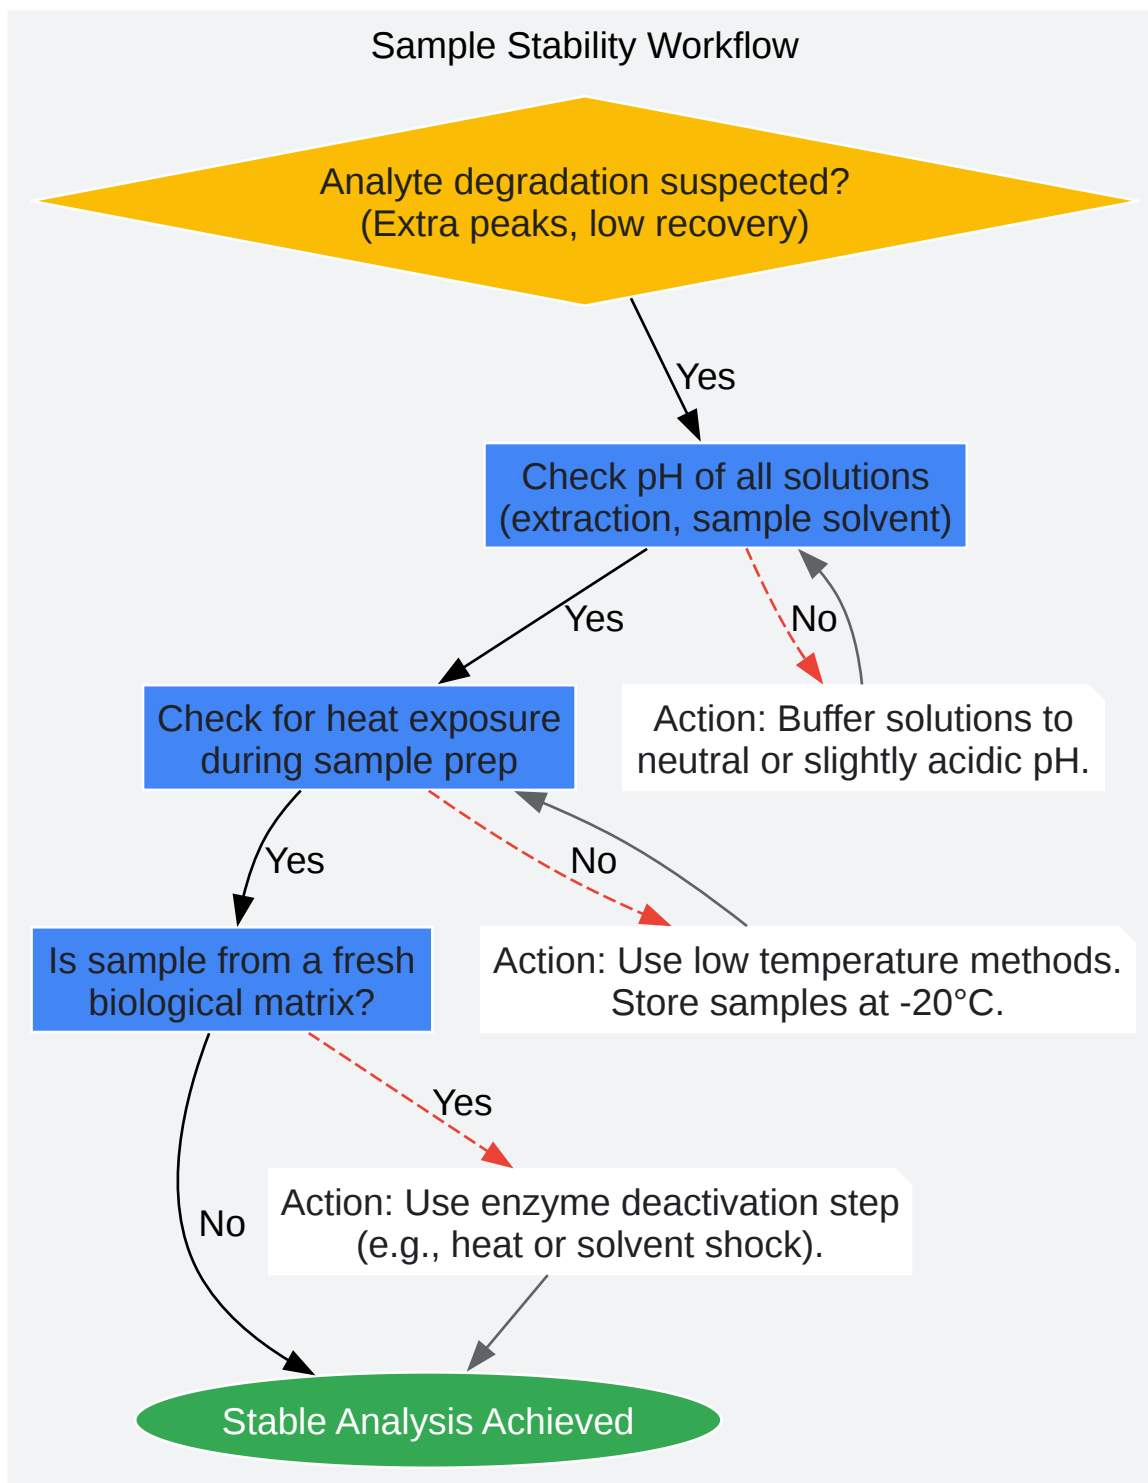 Sample Stability Workflow
Analyte degradation suspected?
(Extra peaks, low recovery)
Yes
Check pH of all solutions
(extraction, sample solvent)
Yes
No
Check for heat exposure
during sample prep
Action: Buffer solutions to
neutral or slightly acidic pH.
Yes
No
Is sample from a fresh
biological matrix?
Action: Use low temperature methods.
Store samples at -20°C.
Yes
No
Action: Use enzyme deactivation step
(e.g., heat or solvent shock).
Stable Analysis Achieved